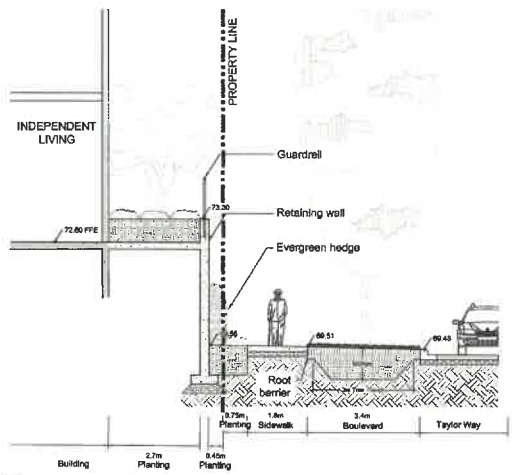 PROPERTY LINE
INDEPENDENT
LIVING
Guardrail
73.30
Retaining wall
72.60 FFE
Evergreen hedge
69.51
69.48
Root
barrier
0.75m
Planting
1.8m
Sidewalk
3.4m
Boulevard
Taylor Way
Building
2.7m
Planting
0.45m
Planting